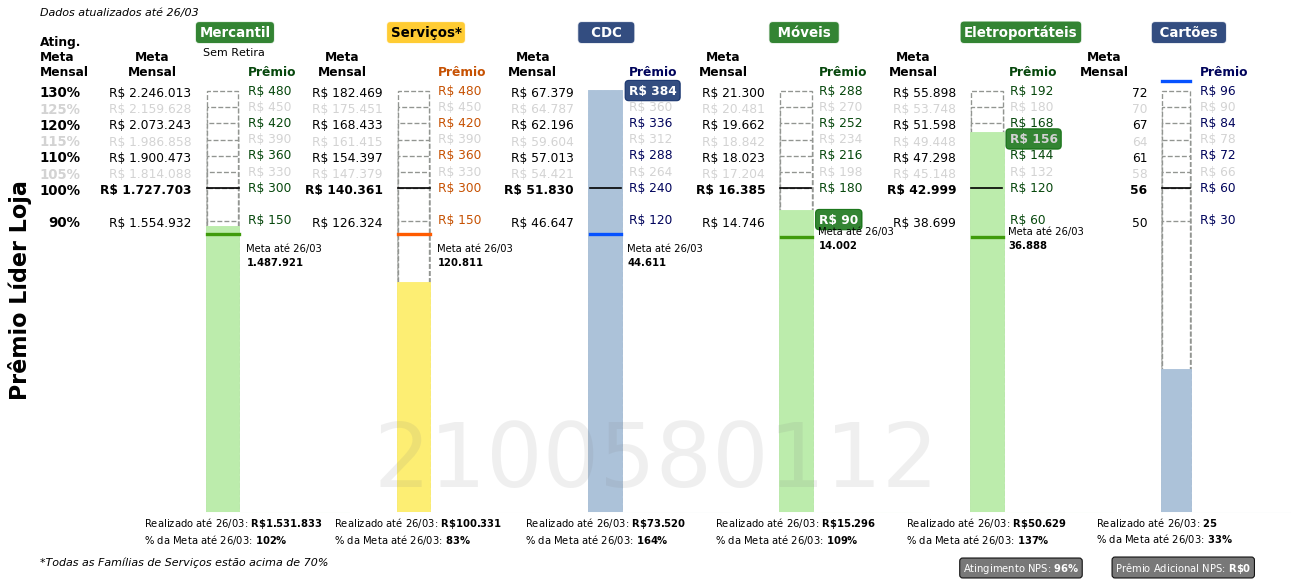 Dados atualizados até 26/03
Mercantil Serviços* CDC Móveis Eletroportáteis Cartões
Sem Retira
Ating. Meta Mensal Meta Mensal Prêmio Meta Mensal Prêmio Meta Mensal Prêmio Meta Mensal Prêmio Meta Mensal Prêmio Meta Mensal Prêmio
130% R$ 2.246.013 R$ 480 R$ 182.469 R$ 480 R$ 67.379 R$ 384 R$ 21.300 R$ 288 R$ 55.898 R$ 192 72 R$ 96
125% R$ 2.159.628 R$ 450 R$ 175.451 R$ 450 R$ 64.787 R$ 360 R$ 20.481 R$ 270 R$ 53.748 R$ 180 70 R$ 90
120% R$ 2.073.243 R$ 420 R$ 168.433 R$ 420 R$ 62.196 R$ 336 R$ 19.662 R$ 252 R$ 51.598 R$ 168 67 R$ 84
115% R$ 1.986.858 R$ 390 R$ 161.415 R$ 390 R$ 59.604 R$ 312 R$ 18.842 R$ 234 R$ 49.448 R$ 156 64 R$ 78
110% R$ 1.900.473 R$ 360 R$ 154.397 R$ 360 R$ 57.013 R$ 288 R$ 18.023 R$ 216 R$ 47.298 R$ 144 61 R$ 72
105% R$ 1.814.088 R$ 330 R$ 147.379 R$ 330 R$ 54.421 R$ 264 R$ 17.204 R$ 198 R$ 45.148 R$ 132 58 R$ 66
100% R$ 1.727.703 R$ 300 R$ 140.361 R$ 300 R$ 51.830 R$ 240 R$ 16.385 R$ 180 R$ 42.999 R$ 120 56 R$ 60
90% R$ 1.554.932 R$ 150 R$ 126.324 R$ 150 R$ 46.647 R$ 120 R$ 14.746 R$ 90 R$ 38.699 R$ 60 50 R$ 30
Meta até 26/03 Meta até 26/03 Meta até 26/03 Meta até 26/03 Meta até 26/03
1.487.921 120.811 44.611 14.002 36.888
Prêmio Líder Loja
2100580112
Realizado até 26/03: R$1.531.833 Realizado até 26/03: R$100.331 Realizado até 26/03: R$73.520 Realizado até 26/03: R$15.296 Realizado até 26/03: R$50.629 Realizado até 26/03: 25
% da Meta até 26/03: 102% % da Meta até 26/03: 83% % da Meta até 26/03: 164% % da Meta até 26/03: 109% % da Meta até 26/03: 137% % da Meta até 26/03: 33%
*Todas as Famílias de Serviços estão acima de 70%
Atingimento NPS: 96% Prêmio Adicional NPS: R$0